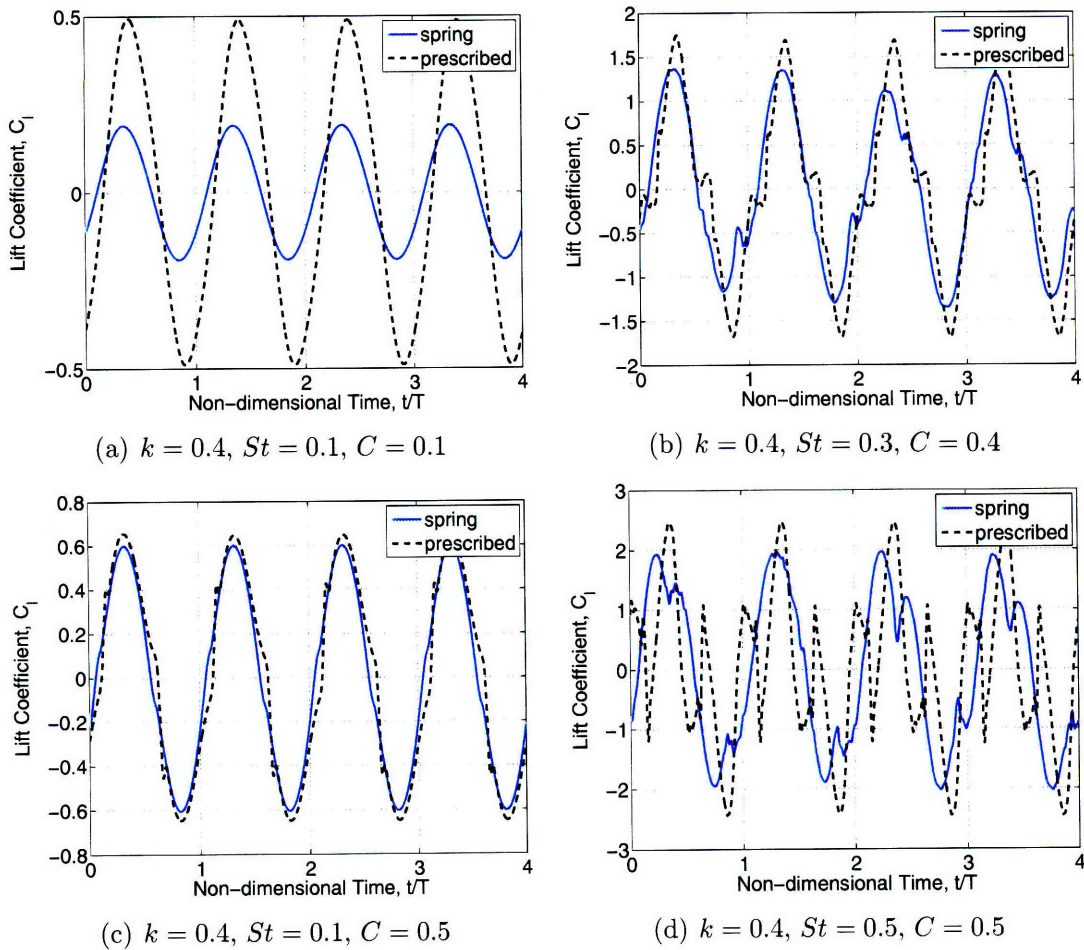 0.5
0
−0.5
Lift Coefficient, Cl
spring
prescribed
0 1 2 3 4
Non−dimensional Time, t/T
(a) k = 0.4, St = 0.1, C = 0.1
2
1.5
1
0.5
0
−0.5
−1
−1.5
−2
Lift Coefficient, Cl
spring
prescribed
0 1 2 3 4
Non−dimensional Time, t/T
(b) k = 0.4, St = 0.3, C = 0.4
0.8
0.6
0.4
0.2
0
−0.2
−0.4
−0.6
−0.8
Lift Coefficient, Cl
spring
prescribed
0 1 2 3 4
Non−dimensional Time, t/T
(c) k = 0.4, St = 0.1, C = 0.5
3
2
1
0
−1
−2
−3
Lift Coefficient, Cl
spring
prescribed
0 1 2 3 4
Non−dimensional Time, t/T
(d) k = 0.4, St = 0.5, C = 0.5